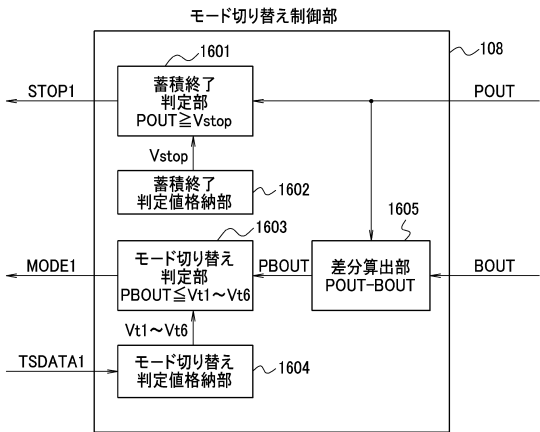 モード切り替え制御部
108
1601
STOP1
蓄積終了
判定部
POUT≧Vstop
POUT
Vstop
蓄積終了
判定値格納部
1602
1603
1605
MODE1
モード切り替え
判定部
PBOUT≦Vt1～Vt6
PBOUT
差分算出部
POUT-BOUT
BOUT
Vt1～Vt6
TSDATA1
モード切り替え
判定値格納部
1604